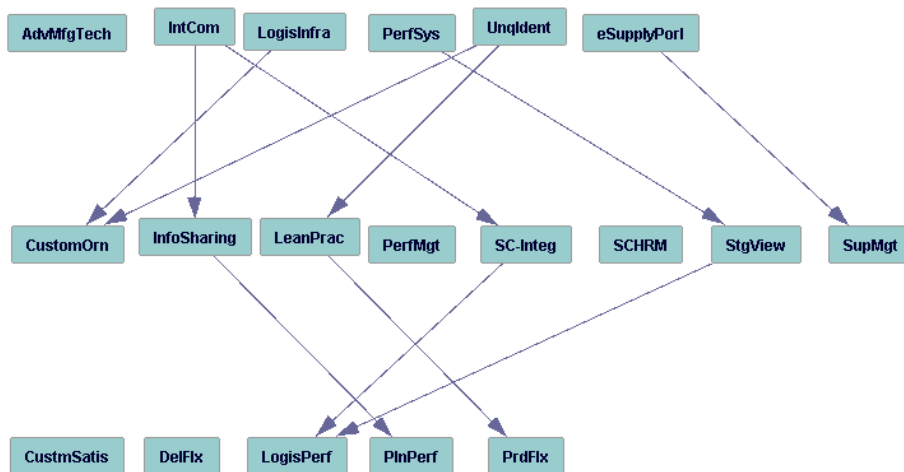 AdvMfgTech
IntCom
LogisInfra
PerfSys
UnqIdent
eSupplyPorl
CustomOrn
InfoSharing
LeanPrac
PerfMgt
SC-Integ
SCHRM
StgView
SupMgt
CustmSatis
DelFlx
LogisPerf
PlnPerf
PrdFlx